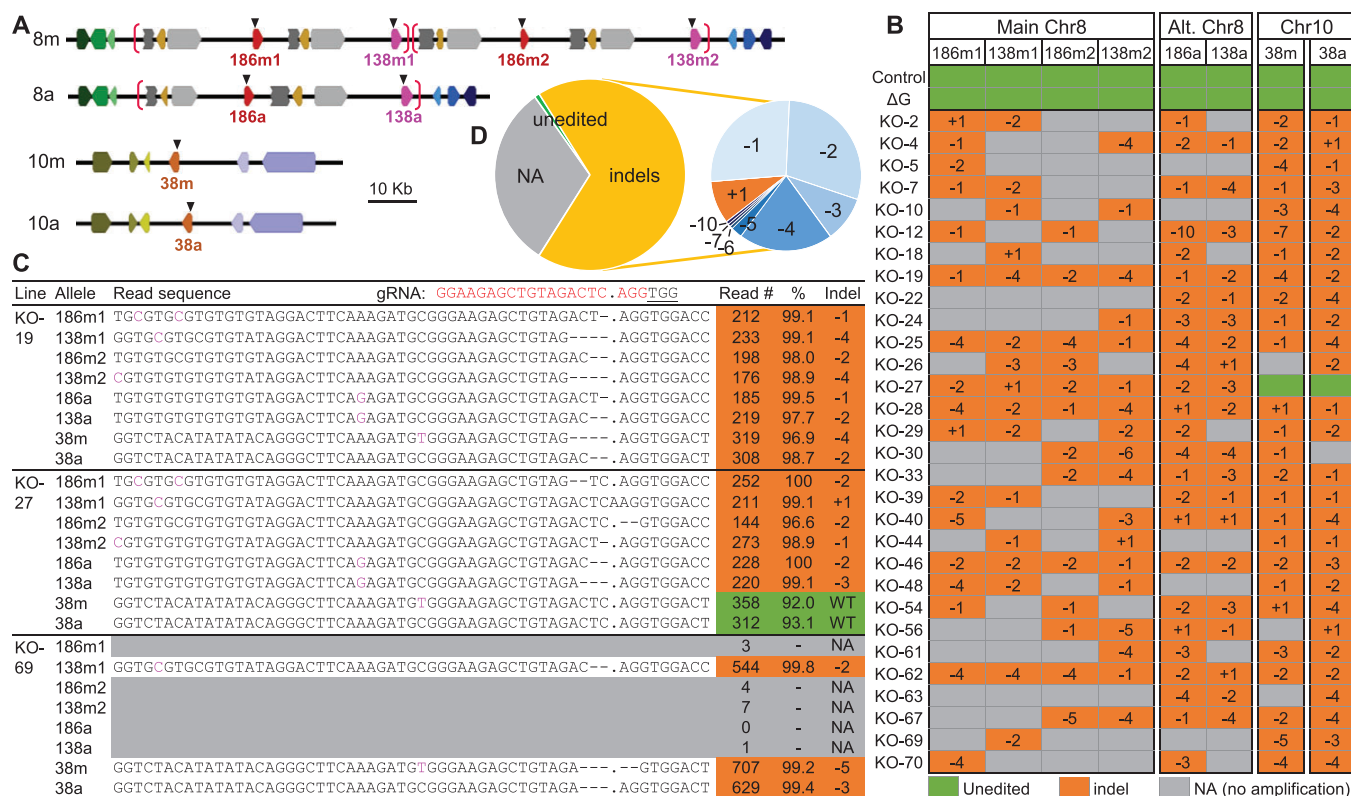 A
8m
186m1 138m1 186m2 138m2
8a
186a 138a
10m
38m
10 Kb
10a
38a
D
unedited
NA
indels
-1
-2
-3
-4
-5
-6
-7
-10
+1
C
Line Allele Read sequence gRNA: GGAAGAGCTGTAGACTC.AGGTGG Read # % Indel
KO-19 186m1 TGCGTGCGTGTGTGTAGGACTTCAAAGATGCGGGAAGAGCTGTAGACT-.AGGTGGACC 212 99.1 -1
138m1 GGTGCGTGCGTGTATAGGACTTCAAAGATGCGGGAAGAGCTGTAG----.AGGTGGACC 233 99.1 -4
186m2 TGTGTGCGTGTGTGTAGGACTTCAAAGATGCGGGAAGAGCTGTAGAC--.AGGTGGACC 198 98.0 -2
138m2 CGTGTGTGTGTGTATAGGACTTCAAAGATGCGGGAAGAGCTGTAG----.AGGTGGACC 176 98.9 -4
186a TGTGTGTGTGTGTATAGGACTTCAGAGATGCGGGAAGAGCTGTAGACT-.AGGTGGACC 185 99.5 -1
138a TGTGTGTGTGTGTATAGGACTTCAGAGATGCGGGAAGAGCTGTAGAC--.AGGTGGACC 219 97.7 -2
38m GGTCTACATATATACAGGGCTTCAAAGATGTGGGAAGAGCTGTAG----.AGGTGGACT 319 96.9 -4
38a GGTCTACATATATACAGGGCTTCAAAGATGCGGGAAGAGCTGTAGAC--.AGGTGGACT 308 98.7 -2
KO-27 186m1 TGCGTGCGTGTGTGTAGGACTTCAAAGATGCGGGAAGAGCTGTAG--TC.AGGTGGACC 252 100 -2
138m1 GGTGCGTGCGTGTATAGGACTTCAAAGATGCGGGAAGAGCTGTAGACTCAAGGTGGACC 211 99.1 +1
186m2 TGTGTGCGTGTGTGTAGGACTTCAAAGATGCGGGAAGAGCTGTAGACTC.--GTGGACC 144 96.6 -2
138m2 CGTGTGTGTGTGTATAGGACTTCAAAGATGCGGGAAGAGCTGTAGACT-.AGGTGGACC 273 98.9 -1
186a TGTGTGTGTGTGTATAGGACTTCAGAGATGCGGGAAGAGCTGTAGAC--.AGGTGGACC 228 100 -2
138a TGTGTGTGTGTGTATAGGACTTCAGAGATGCGGGAAGAGCTGTAGA---.AGGTGGACC 220 99.1 -3
38m GGTCTACATATATACAGGGCTTCAAAGATGTGGGAAGAGCTGTAGACTC.AGGTGGACT 358 92.0 WT
38a GGTCTACATATATACAGGGCTTCAAAGATGCGGGAAGAGCTGTAGACTC.AGGTGGACT 312 93.1 WT
KO-69 186m1 3 - NA
138m1 GGTGCGTGCGTGTATAGGACTTCAAAGATGCGGGAAGAGCTGTAGAC--.AGGTGGACC 544 99.8 -2
186m2 4 - NA
138m2 7 - NA
186a 0 - NA
138a 1 - NA
38m GGTCTACATATATACAGGGCTTCAAAGATGTGGGAAGAGCTGTAGA---.--GTGGACT 707 99.2 -5
38a GGTCTACATATATACAGGGCTTCAAAGATGCGGGAAGAGCTGTAGA---.AGGTGGACT 629 99.4 -3
B
Main Chr8 Alt. Chr8 Chr10
186m1 138m1 186m2 138m2 186a 138a 38m 38a
Control
ΔG
KO-2 +1 -2 -1 -2 -1
KO-4 -1 -4 -2 -1 -2 +1
KO-5 -2 -4 -1
KO-7 -1 -2 -1 -4 -1 -3
KO-10 -1 -1 -3 -4
KO-12 -1 -1 -10 -3 -7 -2
KO-18 +1 -2 -1 -2
KO-19 -1 -4 -2 -4 -1 -2 -4 -2
KO-22 -2 -1 -2 -4
KO-24 -1 -3 -3 -1 -2
KO-25 -4 -2 -4 -1 -4 -2 -1 -4
KO-26 -3 -3 -4 +1 -2
KO-27 -2 +1 -2 -1 -2 -3
KO-28 -4 -2 -1 -4 +1 -2 +1 -1
KO-29 +1 -2 -2 -2 -1 -2
KO-30 -2 -6 -4 -4 -1
KO-33 -2 -4 -1 -3 -2 -1
KO-39 -2 -1 -2 -1 -1 -1
KO-40 -5 -3 +1 +1 -1 -4
KO-44 -1 +1 -1 -1
KO-46 -2 -2 -2 -1 -2 -2 -2 -3
KO-48 -4 -2 -1 -1 -2
KO-54 -1 -1 -2 -3 +1 -4
KO-56 -1 -5 +1 -1 +1
KO-61 -4 -3 -3 -2
KO-62 -4 -4 -4 -1 -2 +1 -2 -4
KO-63 -4 -2 -4
KO-67 -5 -4 -1 -4 -2 -4
KO-69 -2 -5 -3
KO-70 -4 -3 -4 -4
Unedited indel NA (no amplification)